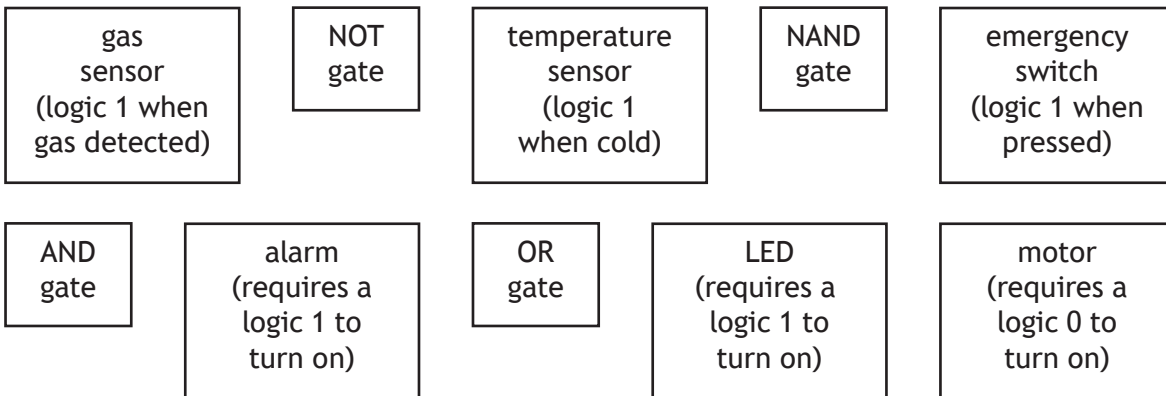 gas
sensor
(logic 1 when
gas detected)
NOT
gate
temperature
sensor
(logic 1
when cold)
NAND
gate
emergency
switch
(logic 1 when
pressed)
AND
gate
alarm
(requires a
logic 1 to
turn on)
OR
gate
LED
(requires a
logic 1 to
turn on)
motor
(requires a
logic 0 to
turn on)